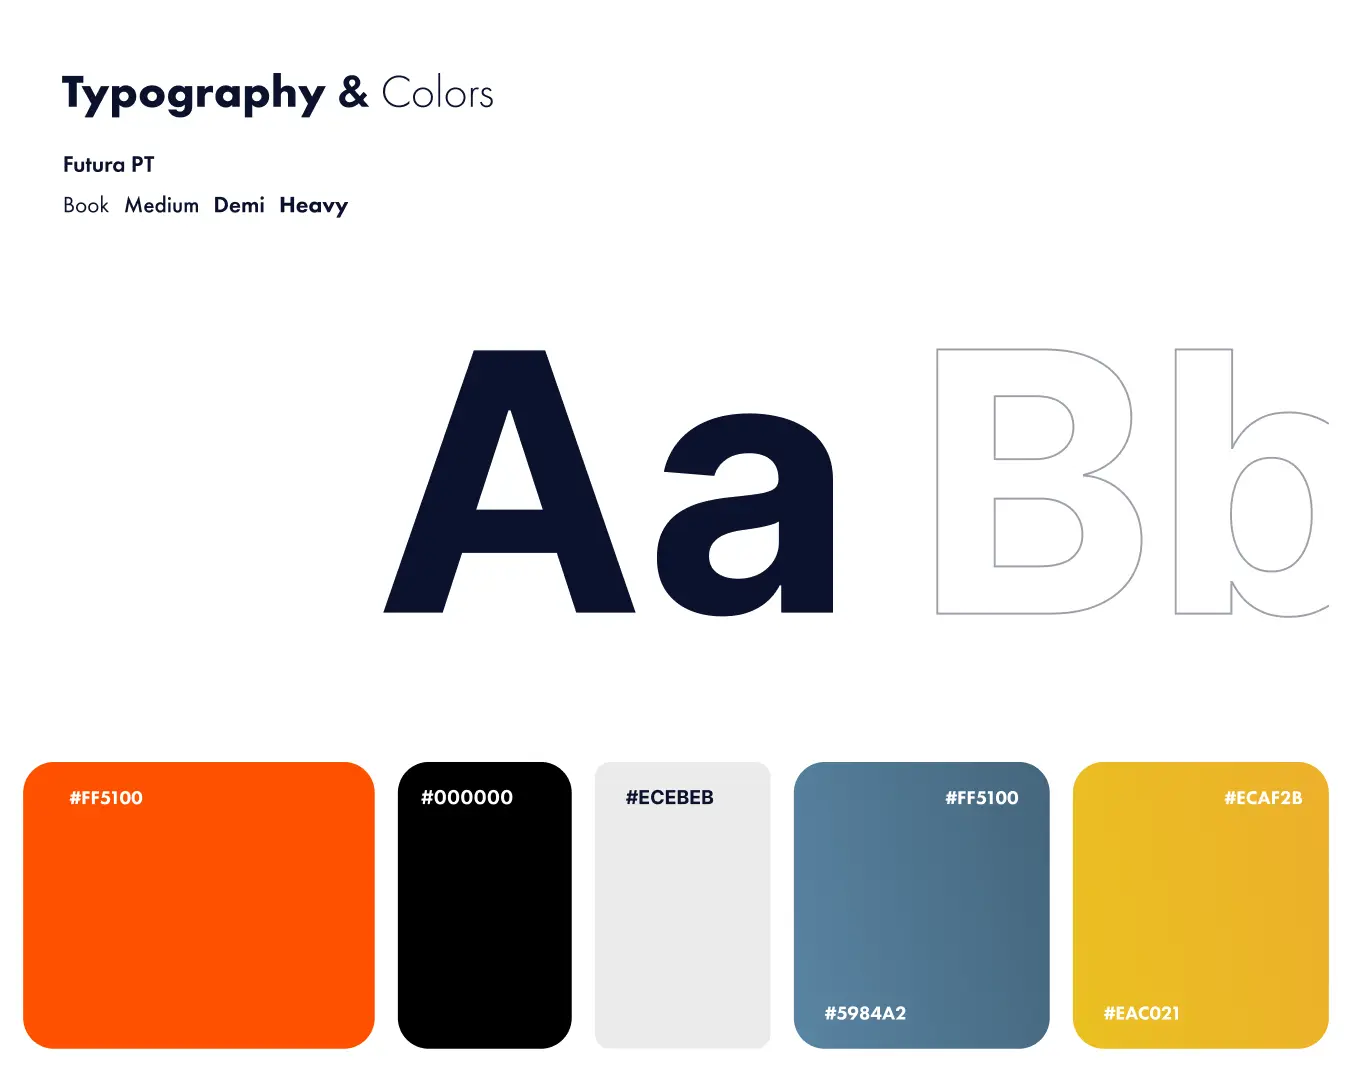 Typography & Colors
Futura PT
Book Medium Demi Heavy
Aa Bb
#FF5100
#000000
#ECEBEB
#FF5100
#5984A2
#ECAF2B
#EAC021